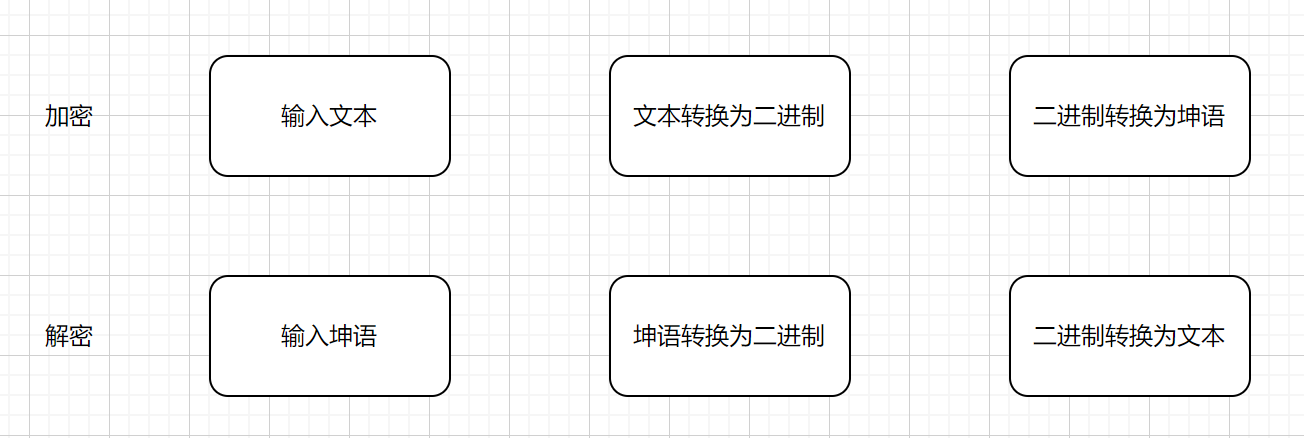 加密
输入文本
文本转换为二进制
二进制转换为坤语
解密
输入坤语
坤语转换为二进制
二进制转换为文本